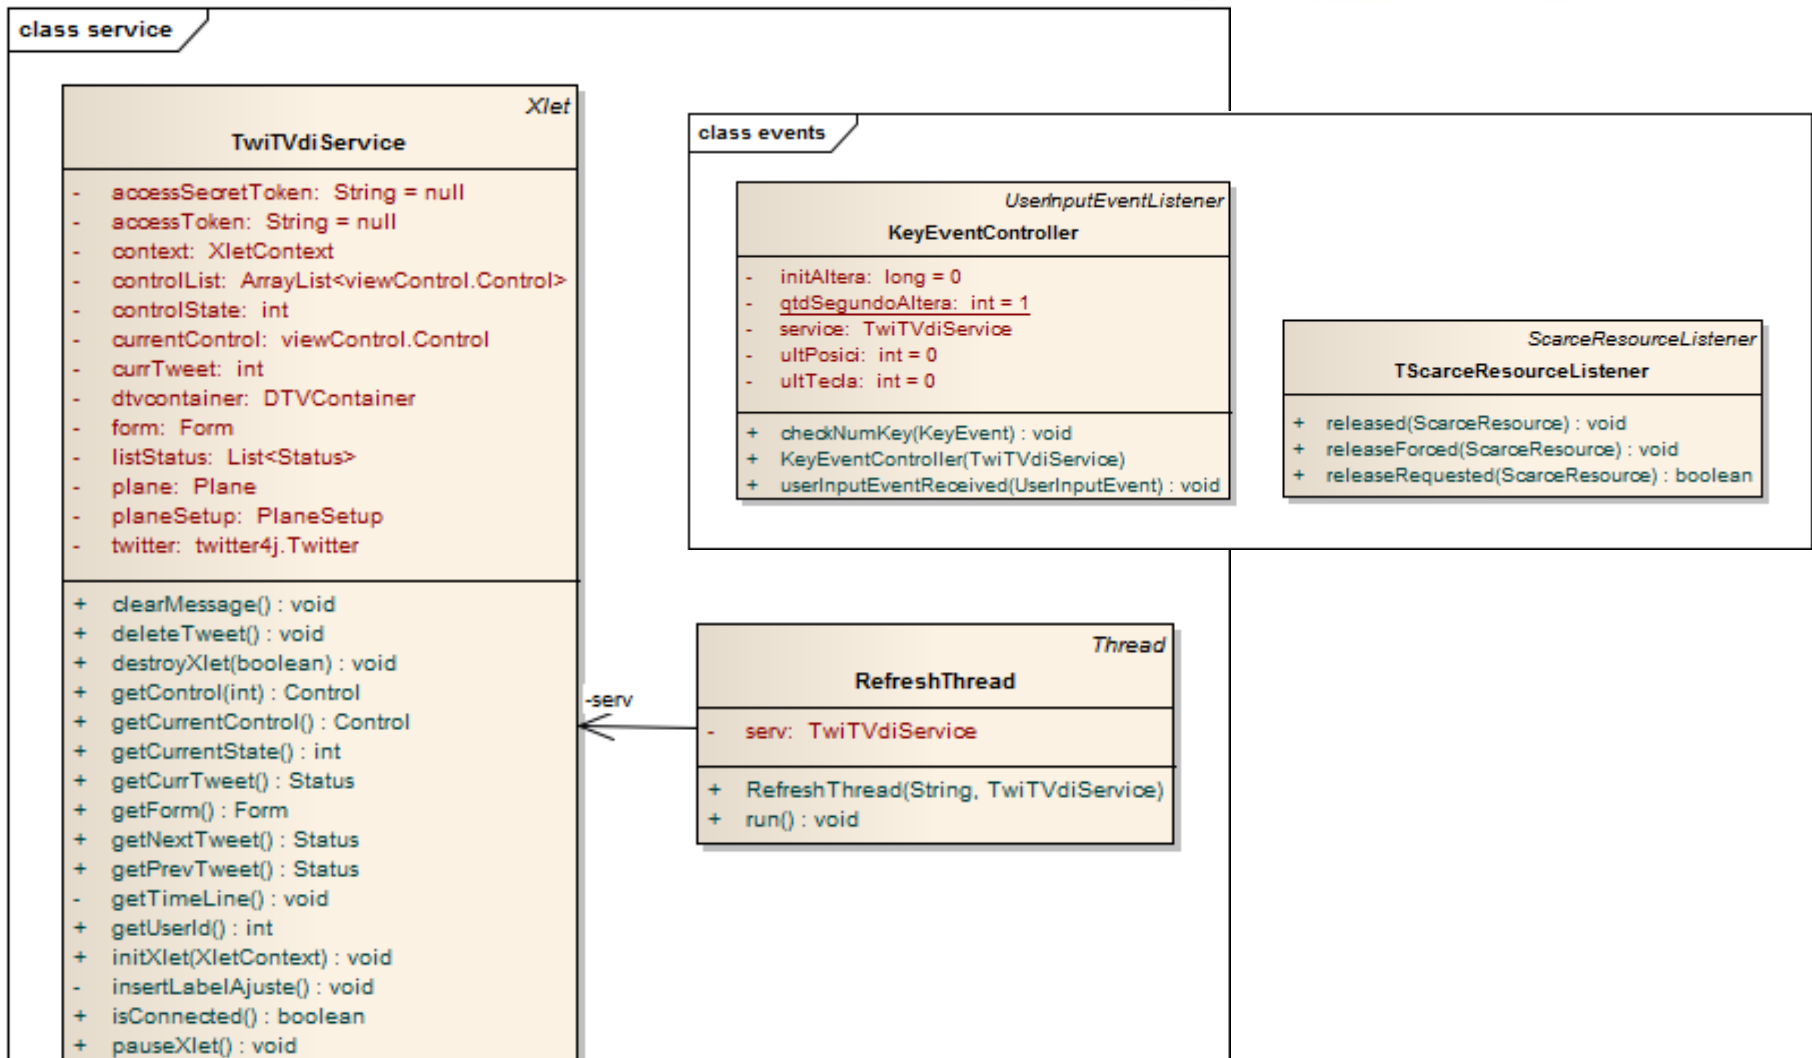 class service
Xlet
TwiTVdiService
- accessSecretToken: String = null
- accessToken: String = null
- context: XletContext
- controlList: ArrayList<viewControl.Control>
- controlState: int
- currentControl: viewControl.Control
- currTweet: int
- dtvcontainer: DTVContainer
- form: Form
- listStatus: List<Status>
- plane: Plane
- planeSetup: PlaneSetup
- twitter: twitter4j.Twitter
+ clearMessage() : void
+ deleteTweet() : void
+ destroyXlet(boolean) : void
+ getControl(int) : Control
+ getCurrentControl() : Control
+ getCurrentState() : int
+ getCurrTweet() : Status
+ getForm() : Form
+ getNextTweet() : Status
+ getPrevTweet() : Status
- getTimeLine() : void
+ getUserId() : int
+ initXlet(XletContext) : void
- insertLabelAjuste() : void
+ isConnected() : boolean
+ pauseXlet() : void
class events
UserInputEventListener
KeyEventController
- initAltera: long = 0
- qtdSegundoAltera: int = 1
- service: TwiTVdiService
- ultPosici: int = 0
- ultTecla: int = 0
+ checkNumKey(KeyEvent) : void
+ KeyEventController(TwiTVdiService)
+ userInputEventReceived(UserInputEvent) : void
ScarceResourceListener
TScarceResourceListener
+ released(ScarceResource) : void
+ releaseForced(ScarceResource) : void
+ releaseRequested(ScarceResource) : boolean
-serv
Thread
RefreshThread
- serv: TwiTVdiService
+ RefreshThread(String, TwiTVdiService)
+ run() : void